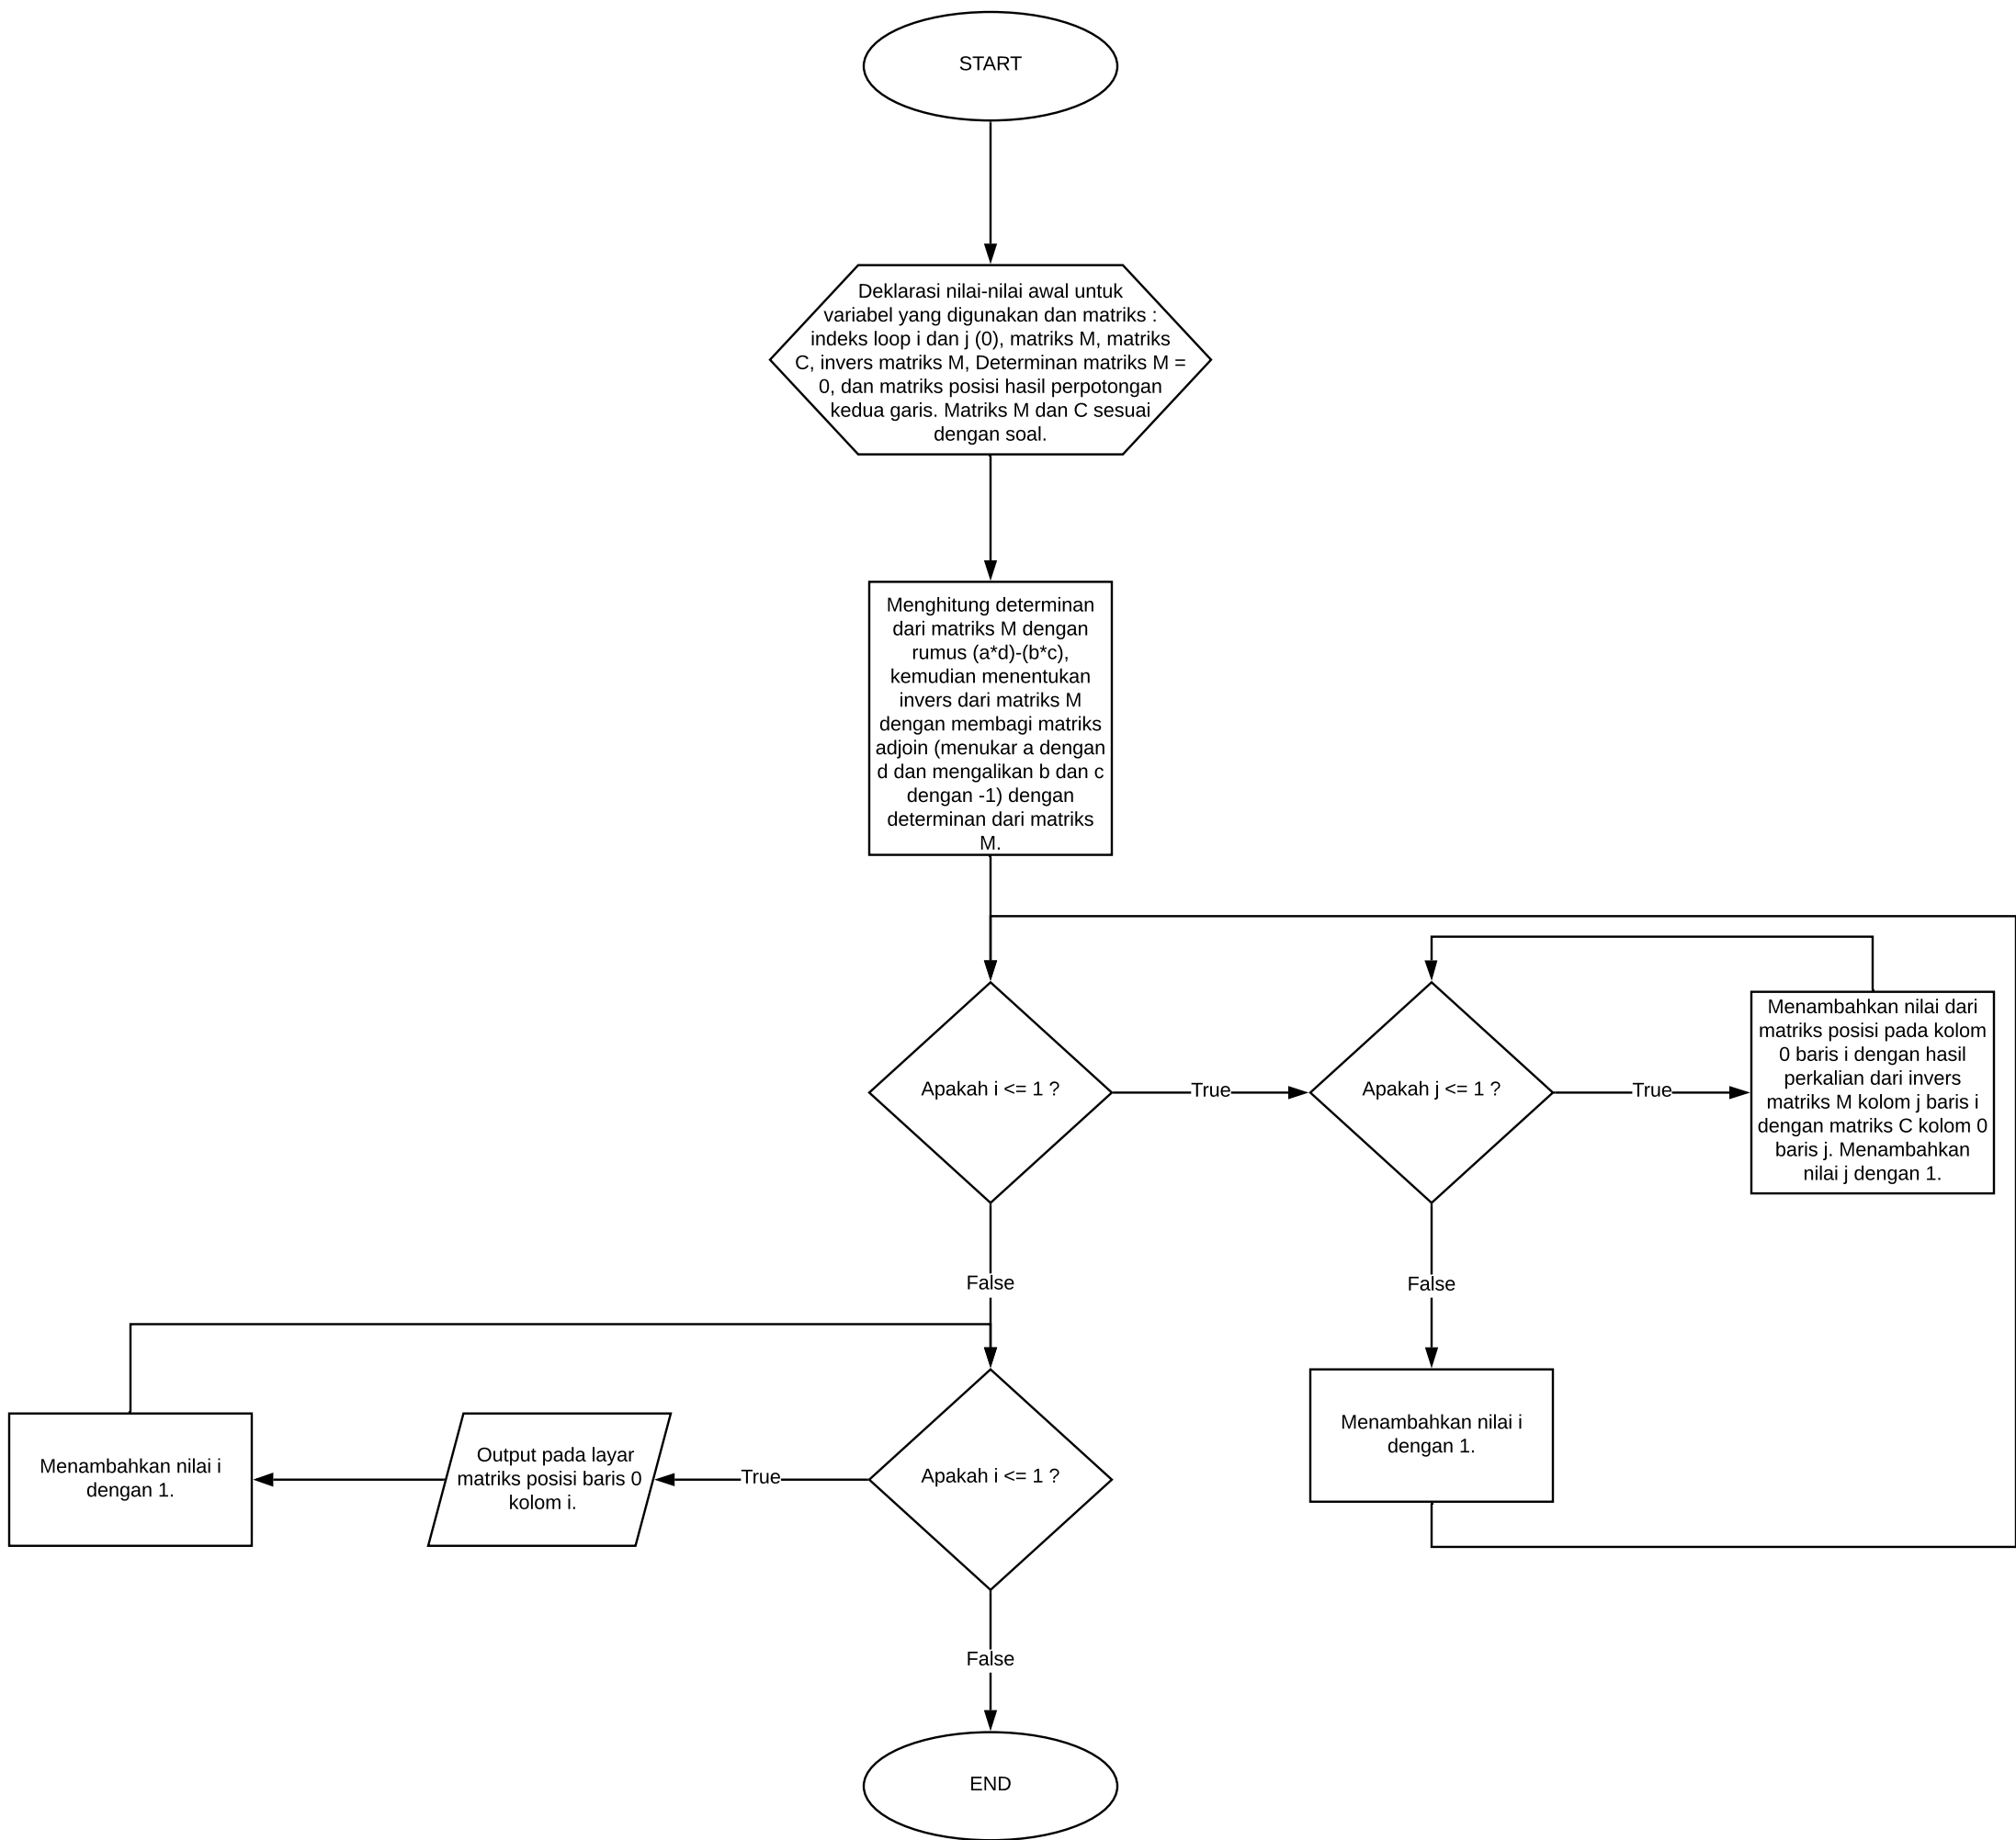 START
Deklarasi nilai-nilai awal untuk
variabel yang digunakan dan matriks :
indeks loop i dan j (0), matriks M, matriks
C, invers matriks M, Determinan matriks M =
0, dan matriks posisi hasil perpotongan
kedua garis. Matriks M dan C sesuai
dengan soal.
Menghitung determinan
dari matriks M dengan
rumus (a*d)-(b*c),
kemudian menentukan
invers dari matriks M
dengan membagi matriks
adjoin (menukar a dengan
d dan mengalikan b dan c
dengan -1) dengan
determinan dari matriks
M.
Apakah i <= 1 ?
True
Apakah j <= 1 ?
True
Menambahkan nilai dari
matriks posisi pada kolom
0 baris i dengan hasil
perkalian dari invers
matriks M kolom j baris i
dengan matriks C kolom 0
baris j. Menambahkan
nilai j dengan 1.
False
False
Menambahkan nilai i
dengan 1.
Apakah i <= 1 ?
True
Output pada layar
matriks posisi baris 0
kolom i.
Menambahkan nilai i
dengan 1.
False
END